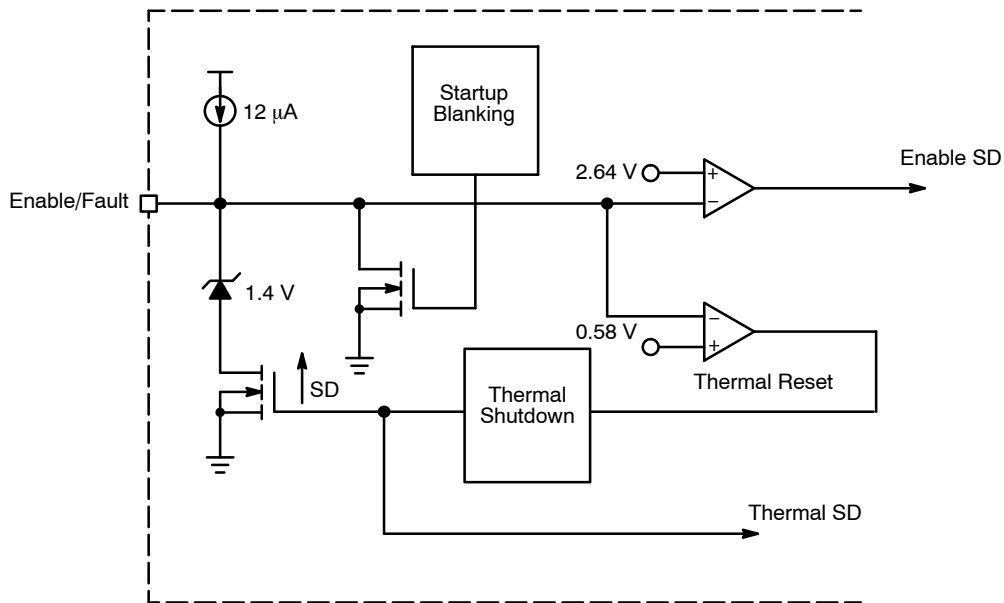 Startup
Blanking
12 μA
Enable SD
2.64 V
+
−
Enable/Fault
1.4 V
0.58 V
−
+
Thermal Reset
SD
Thermal
Shutdown
Thermal SD